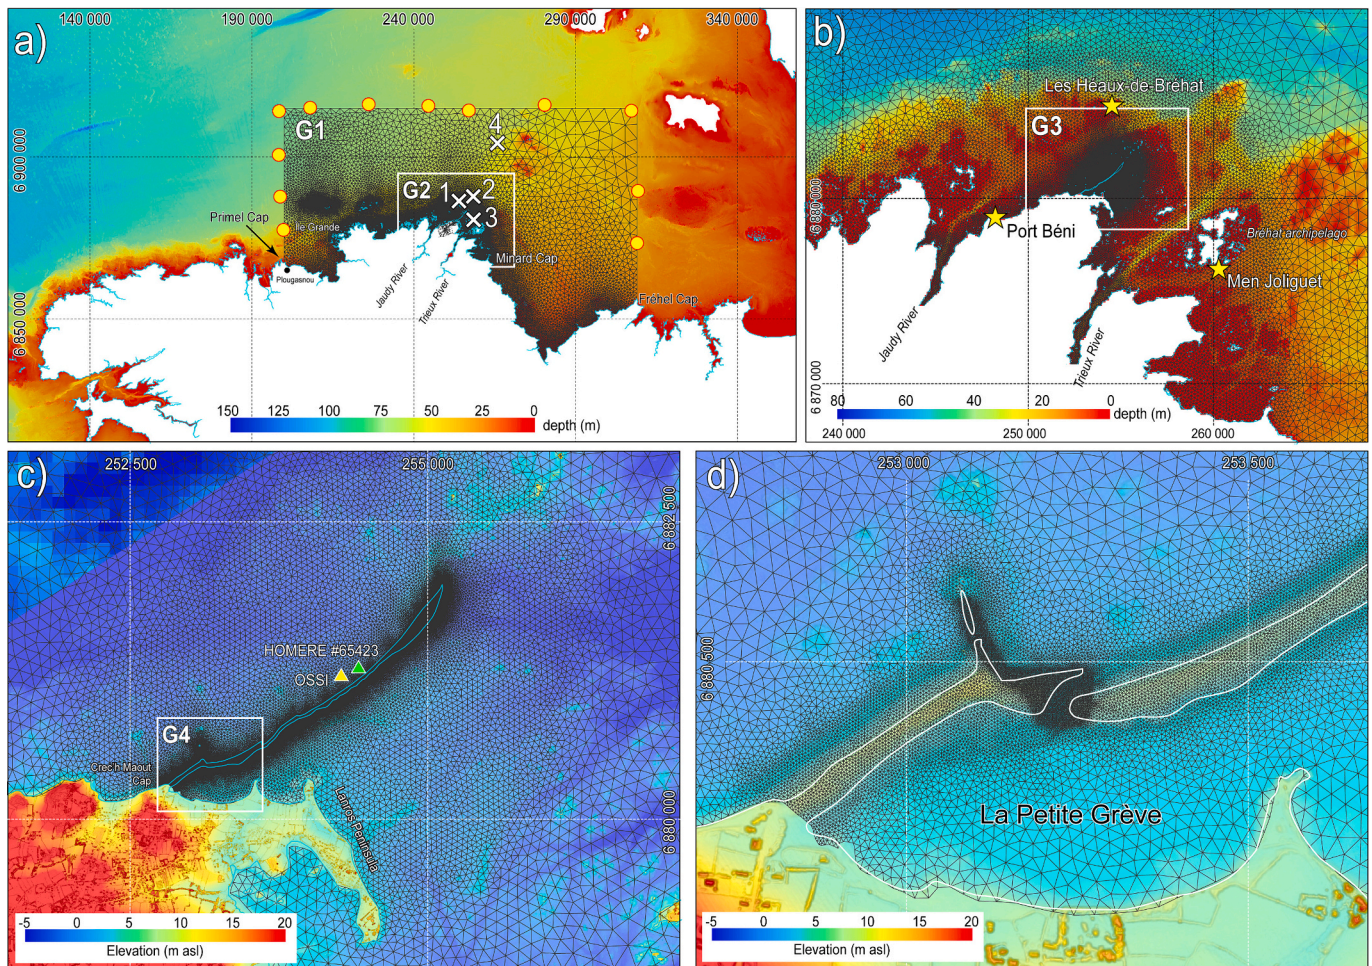 a)
140 000
190 000
240 000
290 000
340 000
6 900 000
6 850 000
G1
G2
1
2
3
4
Primel Cap
Île Grande
Plougasnou
Jaudy River
Trieux River
Minard Cap
Fréhel Cap
150 125 100 75 50 25 0
depth (m)
b)
Les Héaux-de-Bréhat
G3
6 880 000
Port Béni
Bréhat archipelago
Men Joliguet
Jaudy River
Trieux River
6 870 000
80 60 40 20 0
depth (m)
240 000
250 000
260 000
c)
252 500
255 000
6 882 500
HOMERE #65423
OSSI
G4
Crec'h Maout
Cap
Lanros Peninsula
6 880 000
-5 0 5 10 15 20
Elevation (m asl)
d)
253 000
253 500
6 880 500
La Petite Grève
-5 0 5 10 15 20
Elevation (m asl)